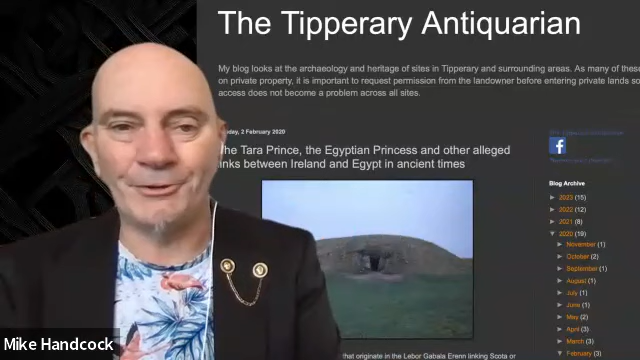 The Tipperary Antiquarian
My blog looks at the archaeology and heritage of sites in Tipperary and surrounding areas. As many of these
on private property, it is important to request permission from the landowner before entering private lands so
access does not become a problem across all sites.
day, 2 February 2020
he Tara Prince, the Egyptian Princess and other alleged
inks between Ireland and Egypt in ancient times
f
Blog Archive
► 2023 (15)
► 2022 (12)
► 2021 (8)
▼ 2020 (19)
► November (1)
► October (2)
► September (1)
► August (1)
► July (1)
► June (1)
► May (2)
► April (3)
► March (3)
▼ February (3)
that originate in the Lebor Gabala Erenn linking Scota or
Mike Handcock